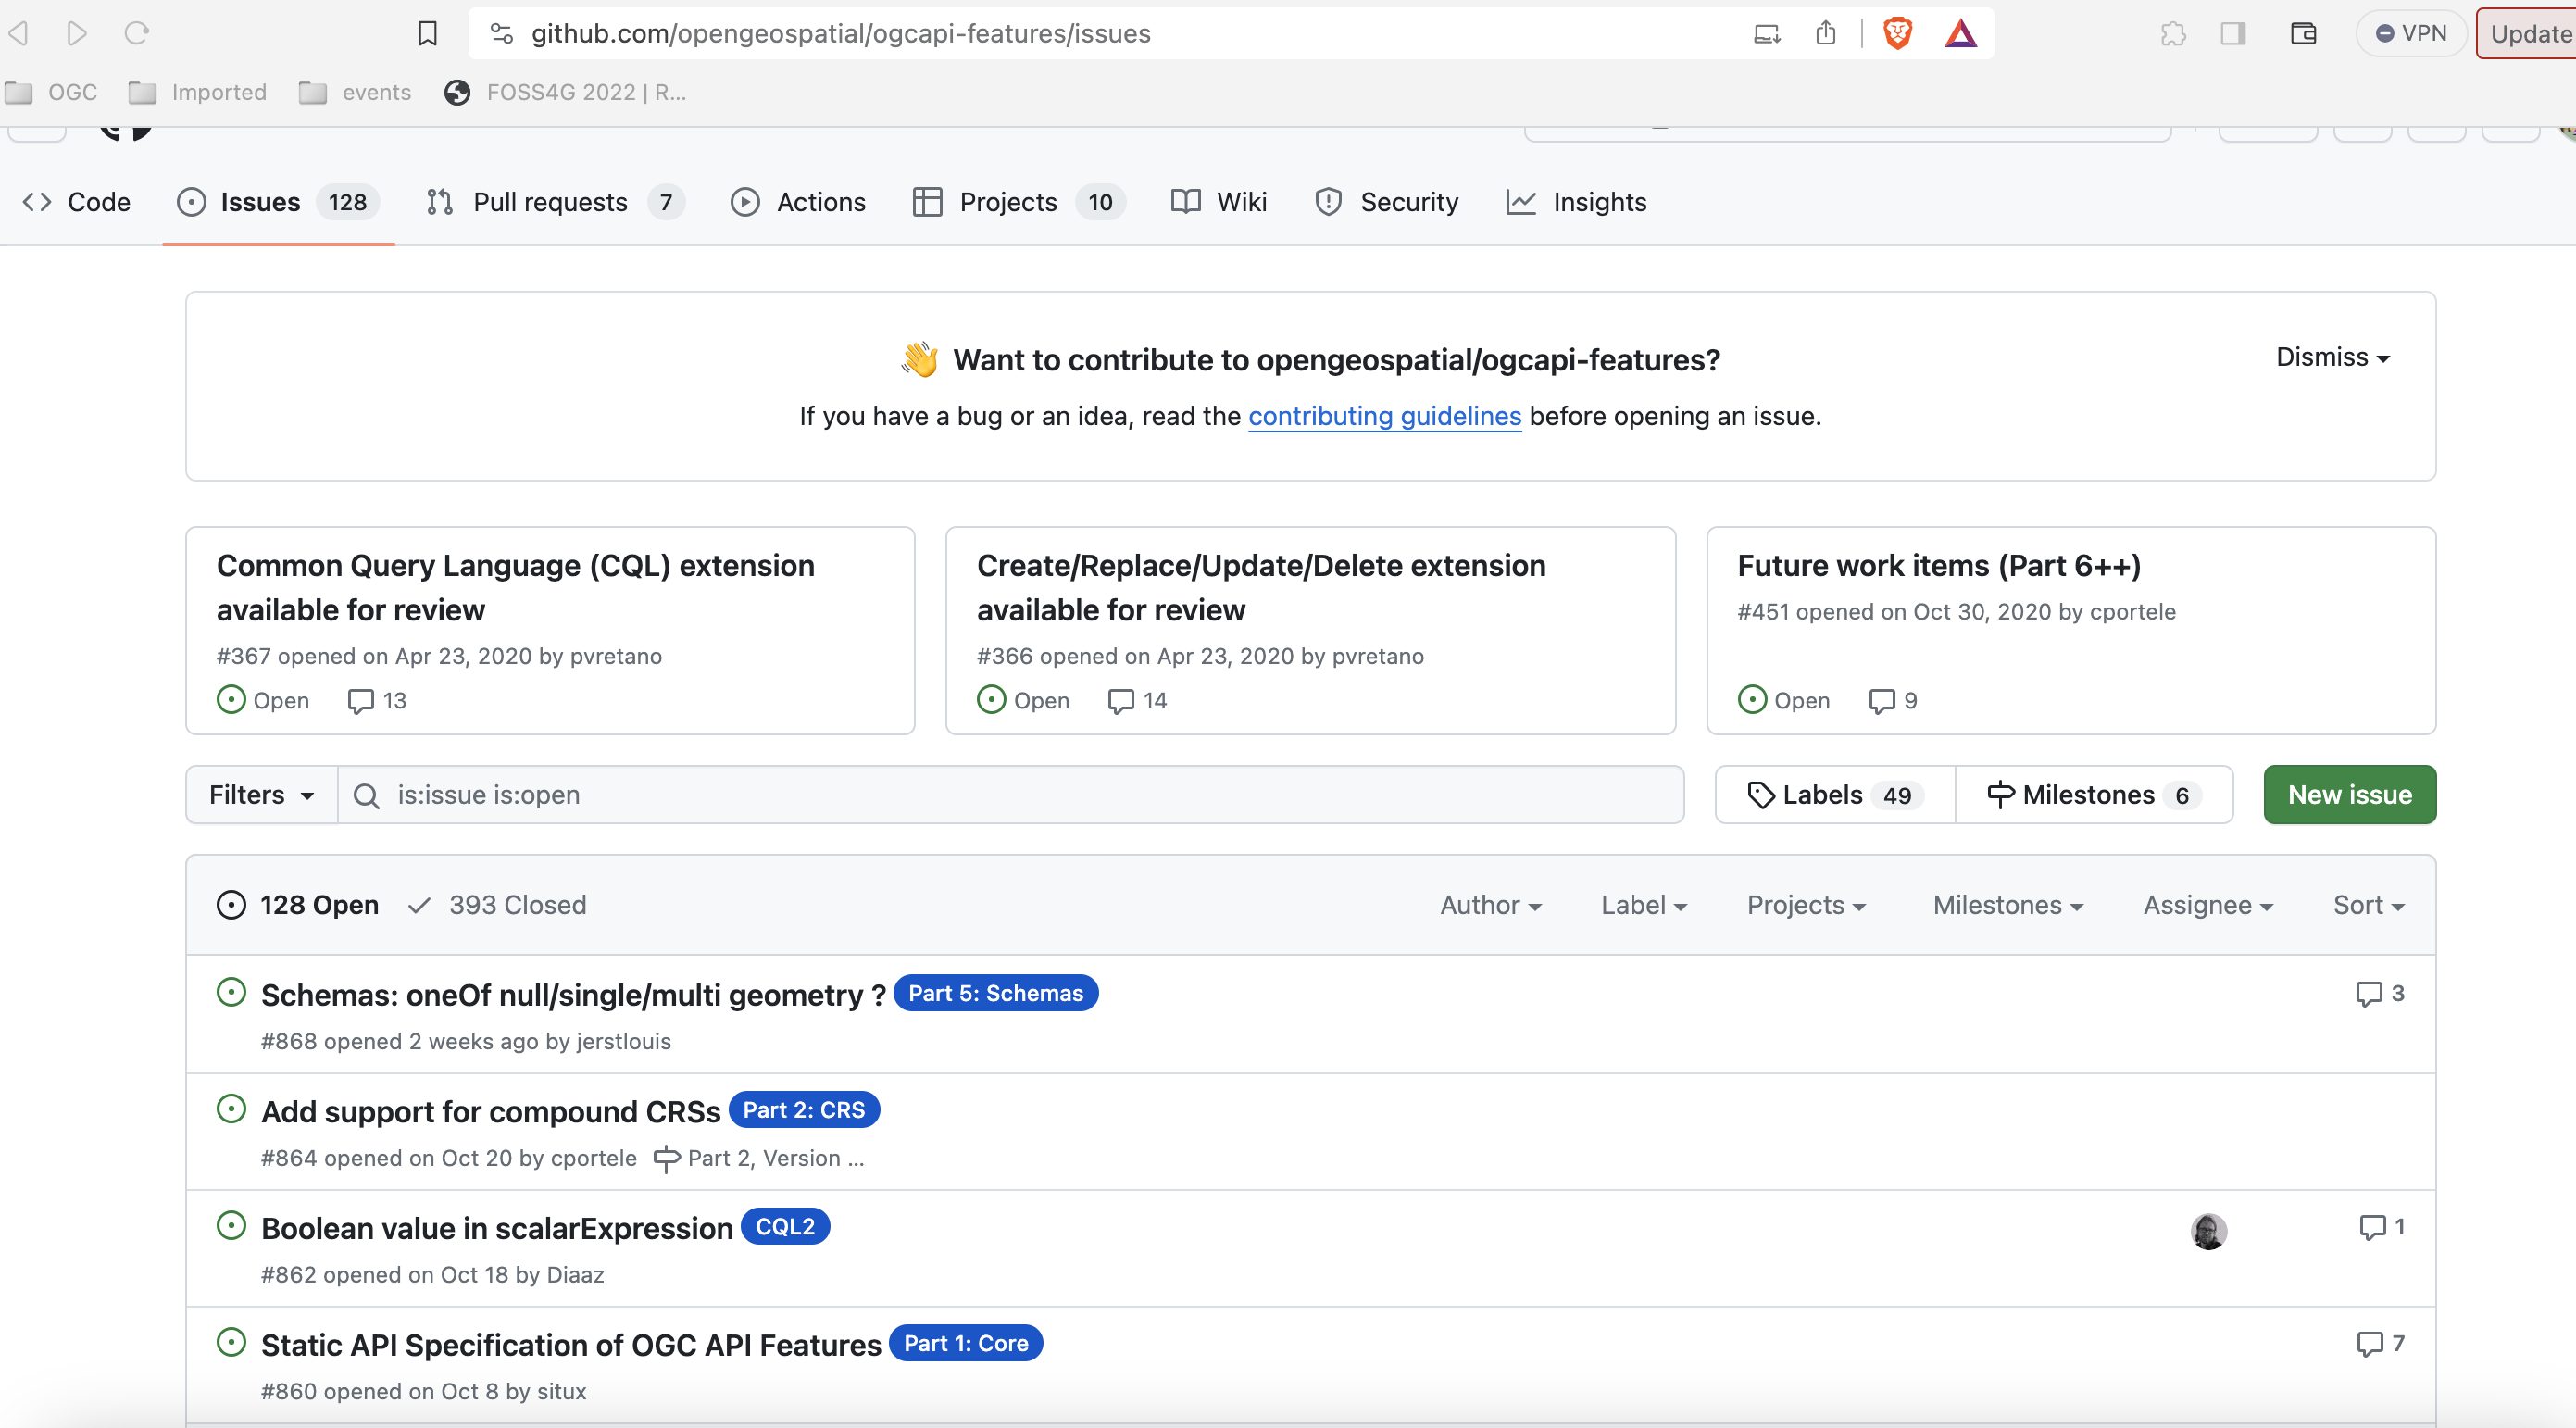 github.com/opengeospatial/ogcapi-features/issues
VPN
Update
OGC
Imported
events
FOSS4G 2022 | R...
Code
Issues 128
Pull requests 7
Actions
Projects 10
Wiki
Security
Insights
👋 Want to contribute to opengeospatial/ogcapi-features?
Dismiss
If you have a bug or an idea, read the contributing guidelines before opening an issue.
Common Query Language (CQL) extension
available for review
#367 opened on Apr 23, 2020 by pvretano
Open 13
Create/Replace/Update/Delete extension
available for review
#366 opened on Apr 23, 2020 by pvretano
Open 14
Future work items (Part 6++)
#451 opened on Oct 30, 2020 by cportele
Open 9
Filters
is:issue is:open
Labels 49
Milestones 6
New issue
128 Open
393 Closed
Author
Label
Projects
Milestones
Assignee
Sort
Schemas: oneOf null/single/multi geometry ? Part 5: Schemas
3
#868 opened 2 weeks ago by jerstlouis
Add support for compound CRSs Part 2: CRS
#864 opened on Oct 20 by cportele Part 2, Version ...
Boolean value in scalarExpression CQL2
1
#862 opened on Oct 18 by Diaaz
Static API Specification of OGC API Features Part 1: Core
7
#860 opened on Oct 8 by situx